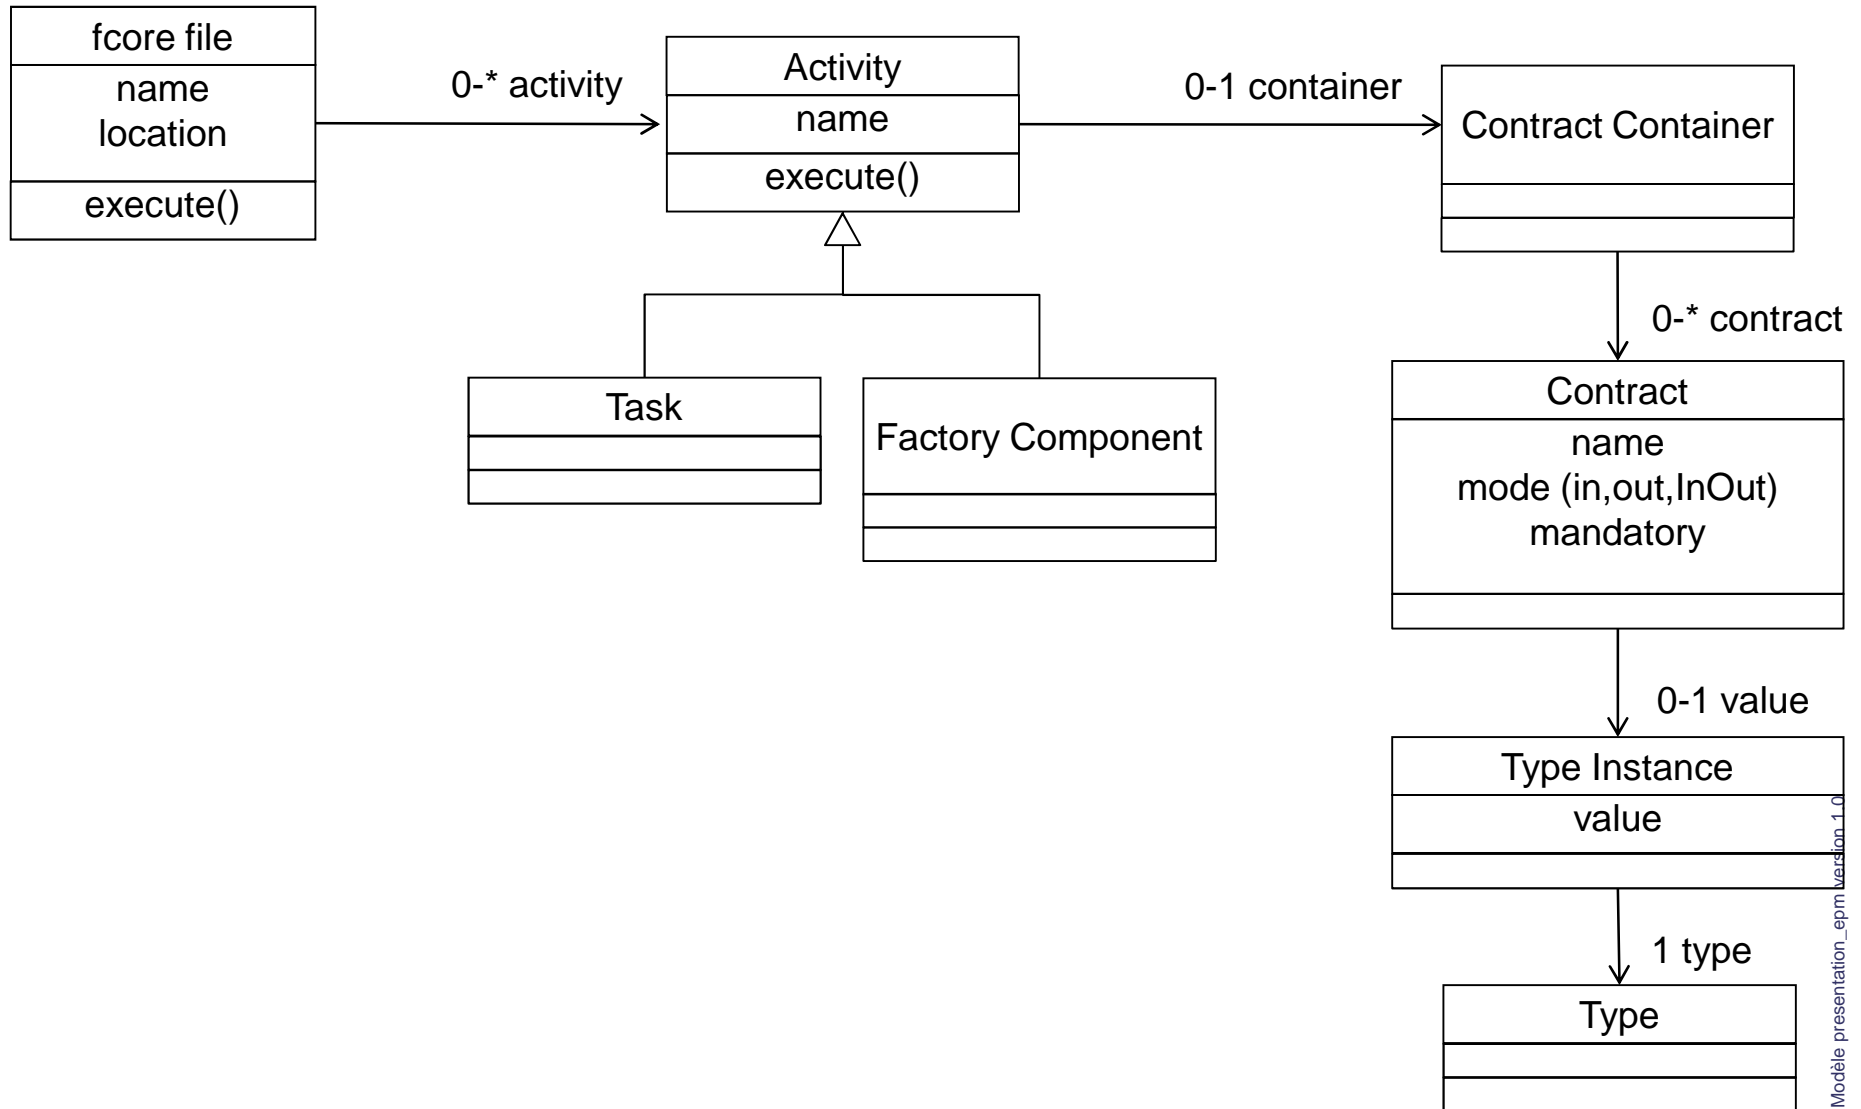 fcore file
name
location
execute()
0-* activity
Activity
name
execute()
0-1 container
Contract Container
0-* contract
Task
Factory Component
Contract
name
mode (in,out,InOut)
mandatory
0-1 value
Type Instance
value
1 type
Type
Modèle presentation_epm version 1.0